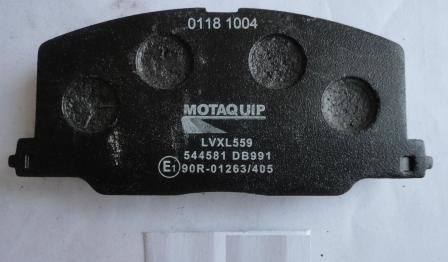 0118 1004
MOTAQUIP
LVXL559
544581 DB991
E1 90R-01263/405